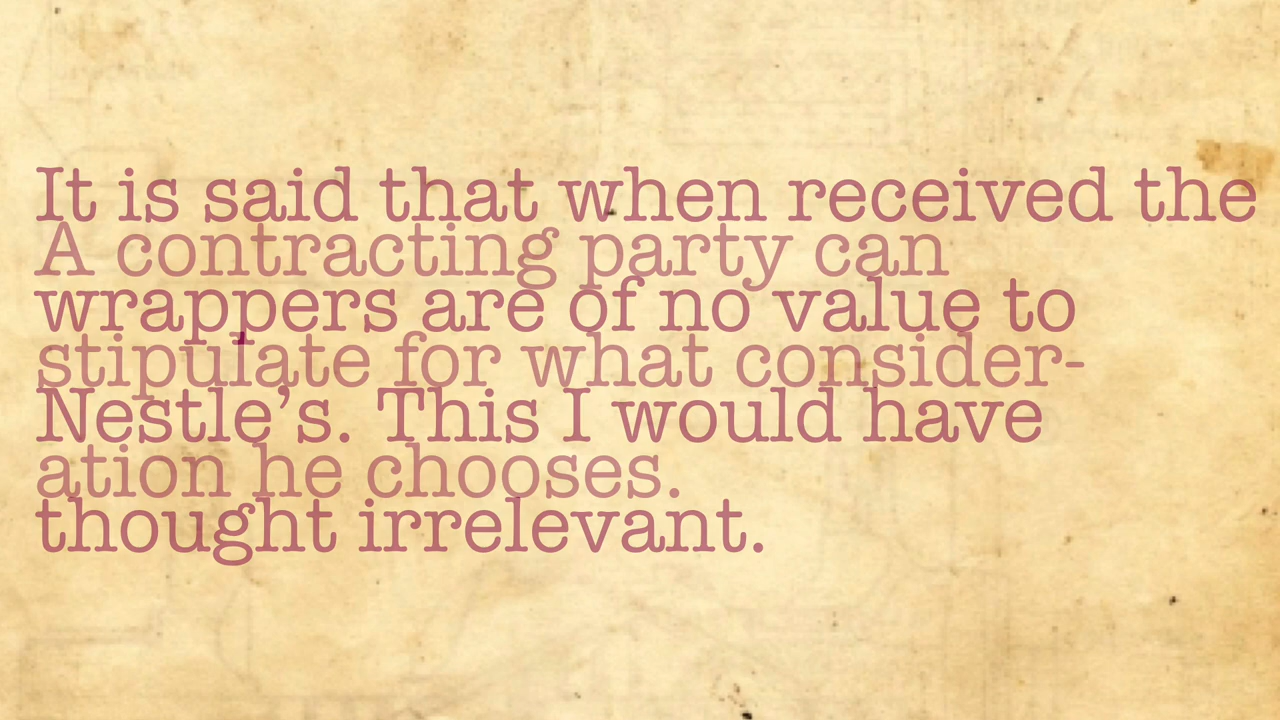 It is said that when received the
A contracting party can
wrappers are of no value to
stipulate for what consider-
Nestle’s. This I would have
ation he chooses.
thought irrelevant.